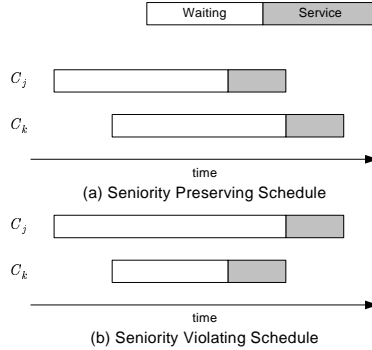 Waiting Service
C_j
C_k
time
(a) Seniority Preserving Schedule
C_j
C_k
time
(b) Seniority Violating Schedule